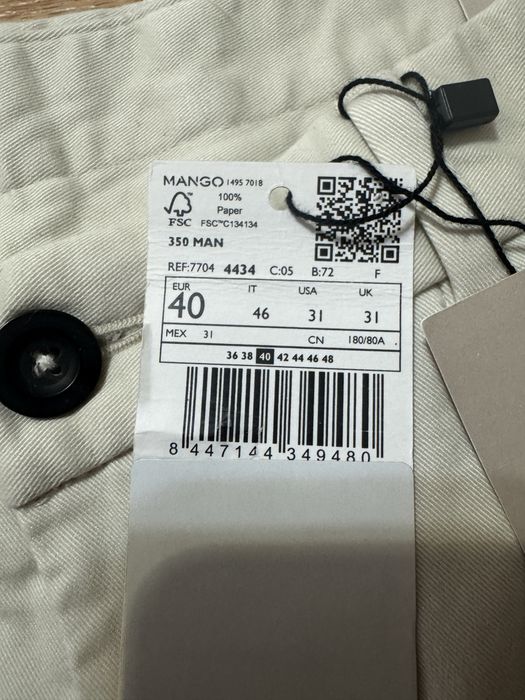 MANGO 1495 7018
100%
Paper
FSC FSC™C134134
350 MAN
REF:7704 4434 C:05 B:72 F
EUR IT USA UK
40 46 31 31
MEX 31 CN 180/80A
36 38 40 42 44 46 48
8 447144 349480